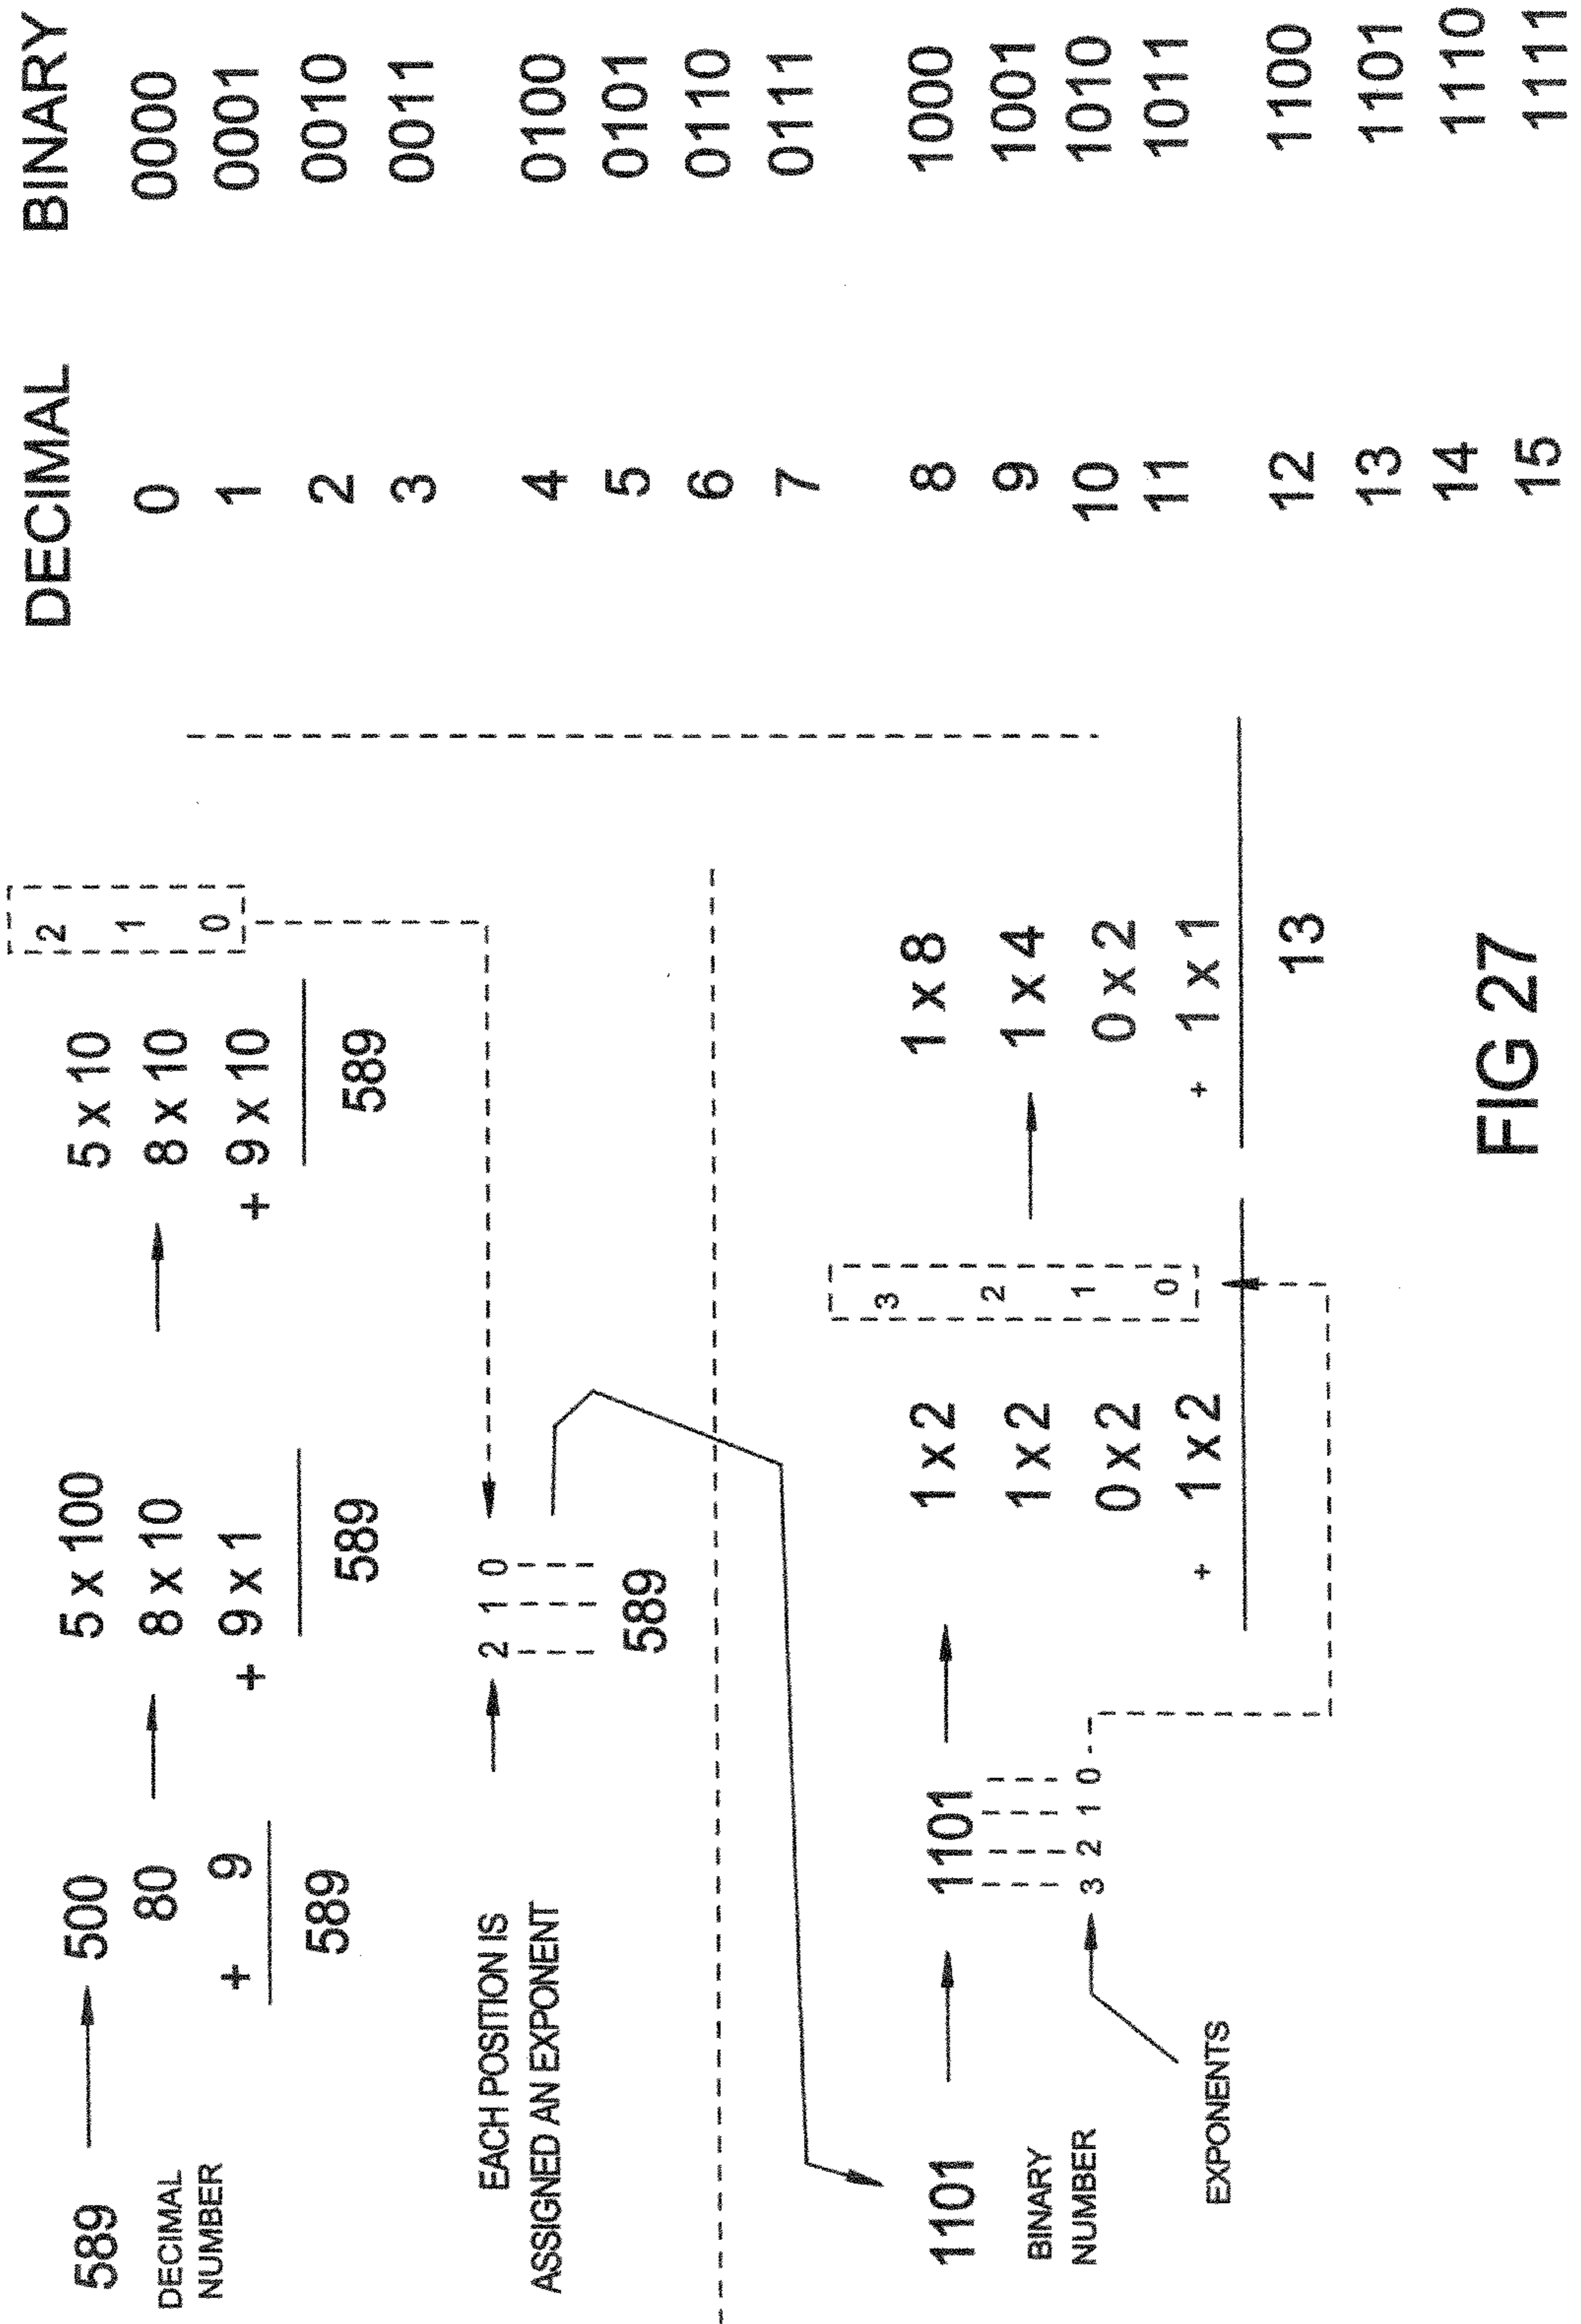 589
DECIMAL
NUMBER
500
80
+ 9
589
5 x 100
8 x 10
+ 9 x 1
589
5 x 10 2
8 x 10 1
+ 9 x 10 0
589
EACH POSITION IS
ASSIGNED AN EXPONENT
2 1 0
589
1101
BINARY
NUMBER
1101
3 2 1 0
EXPONENTS
1 x 2 3
1 x 2 2
0 x 2 1
+ 1 x 2 0
1 x 8
1 x 4
0 x 2
+ 1 x 1
13
DECIMAL BINARY
0 0000
1 0001
2 0010
3 0011
4 0100
5 0101
6 0110
7 0111
8 1000
9 1001
10 1010
11 1011
12 1100
13 1101
14 1110
15 1111
FIG 27